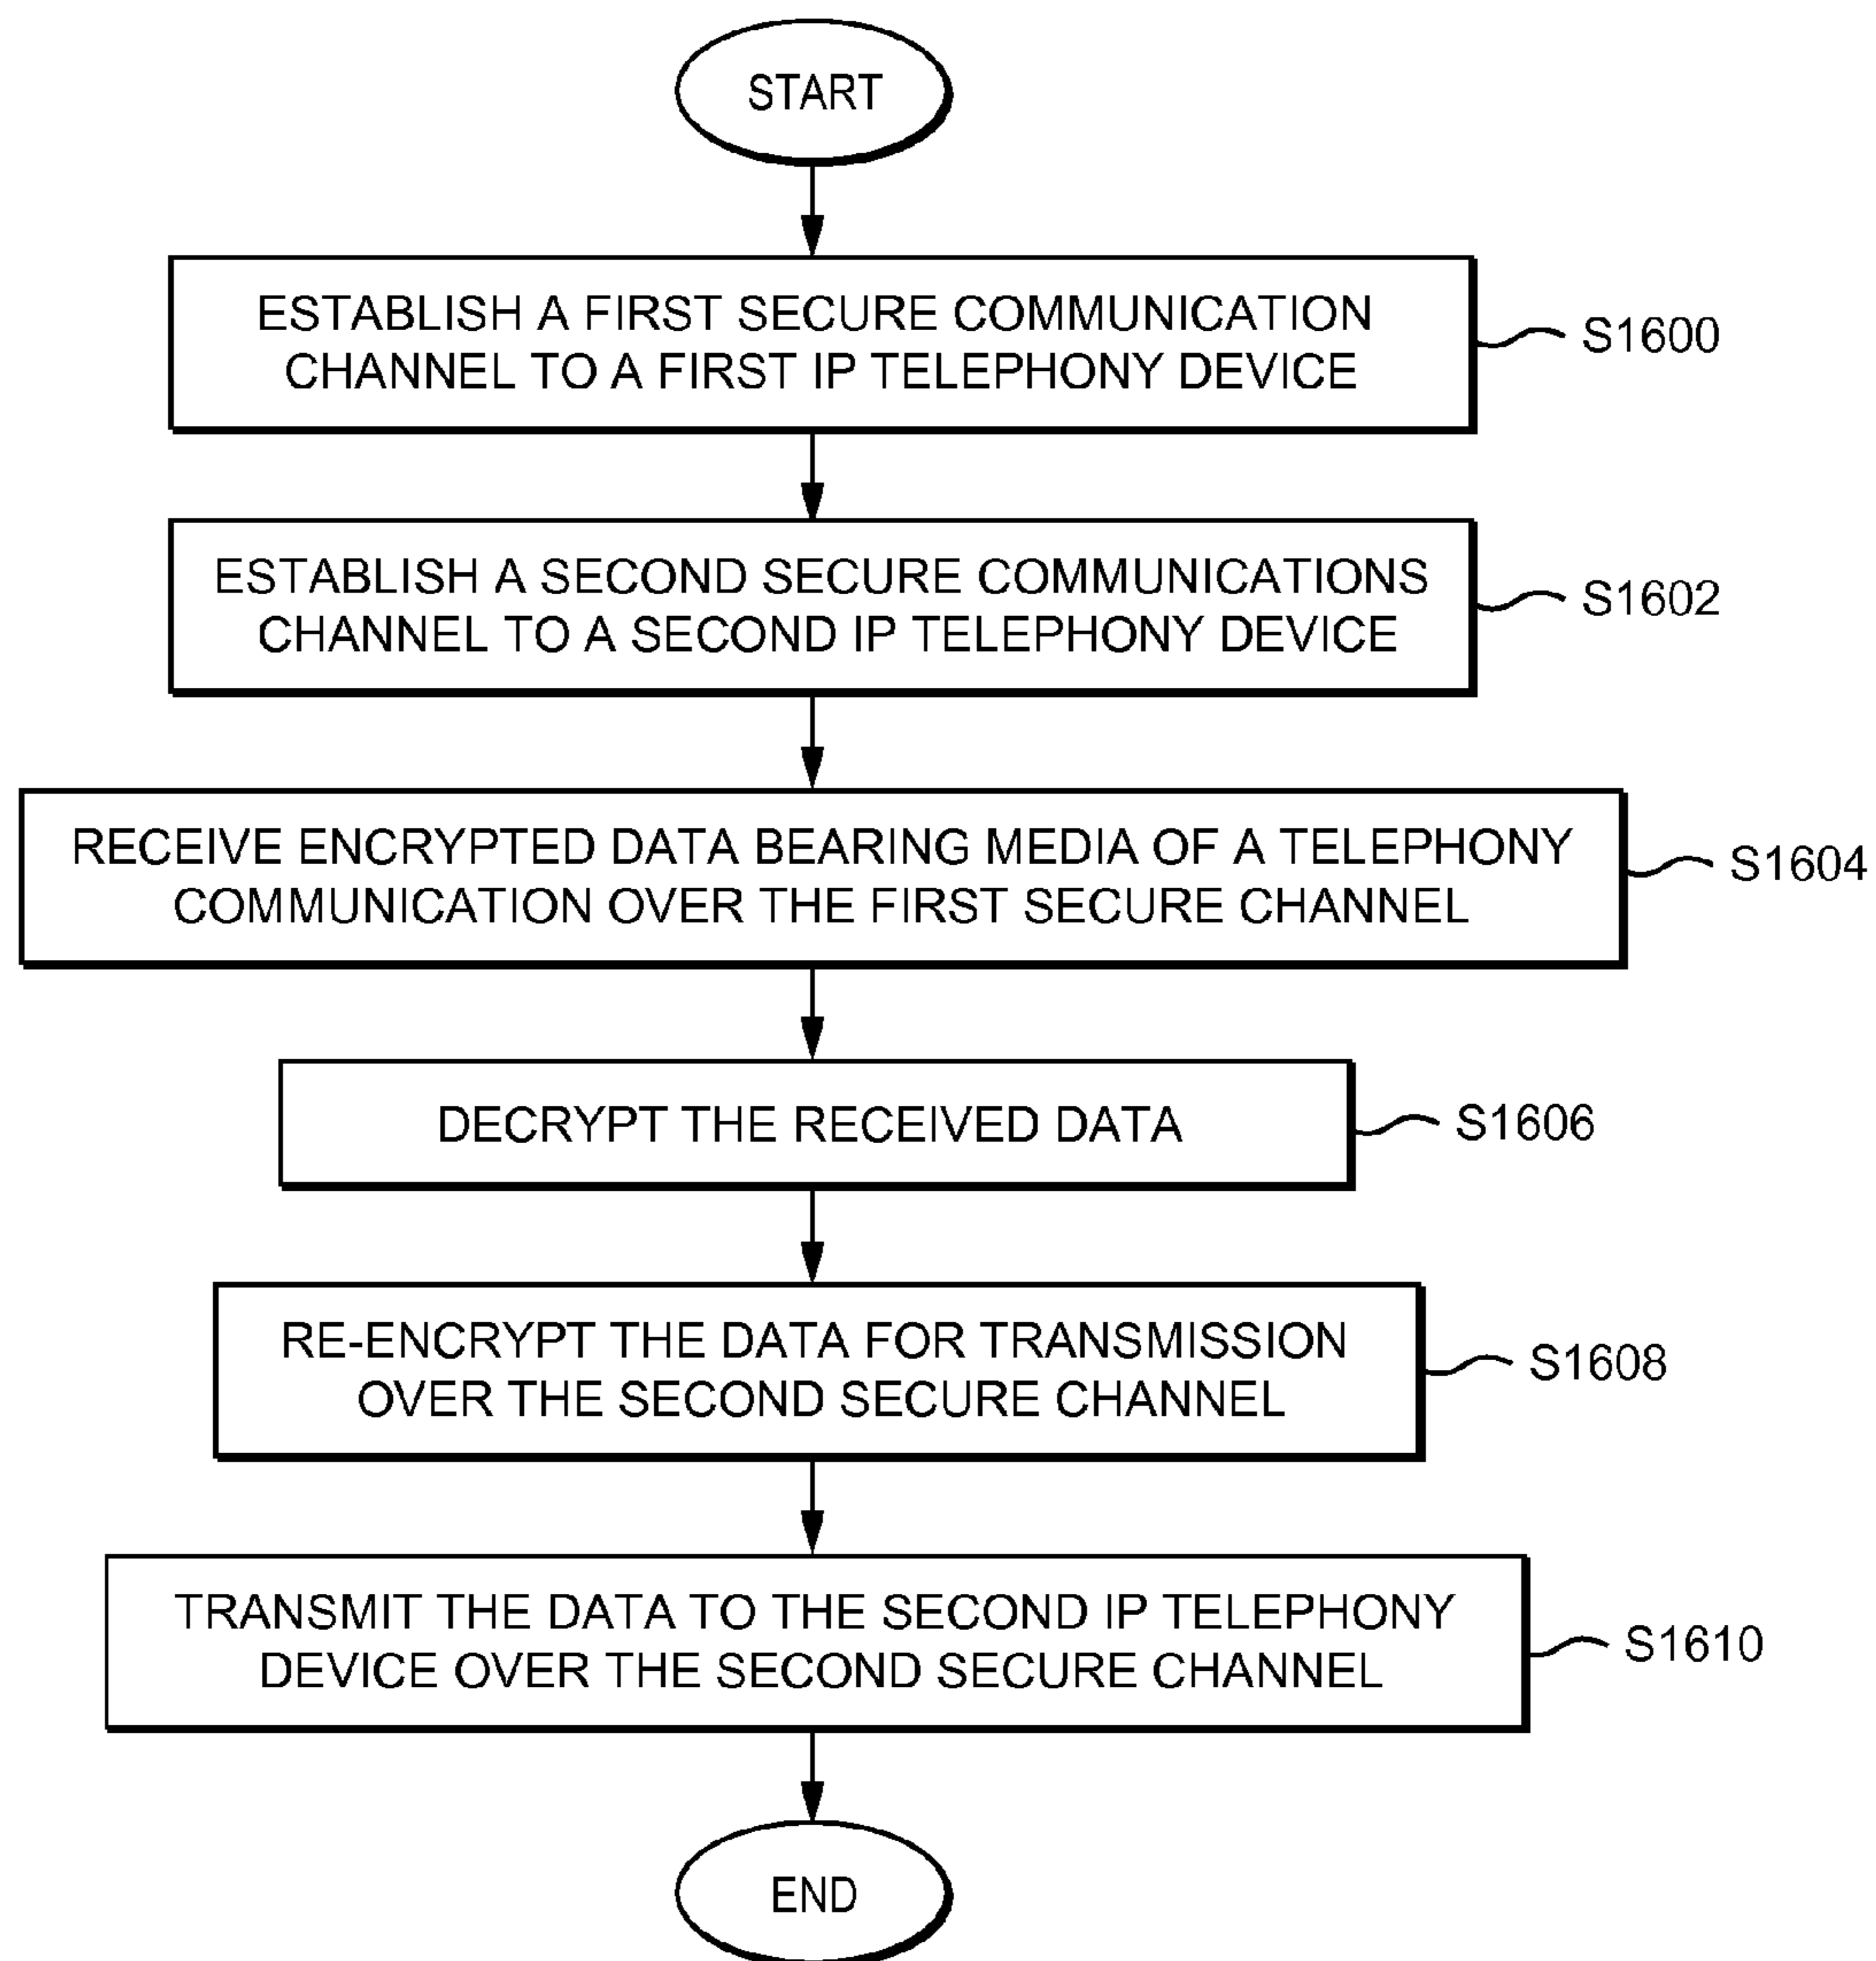 START
ESTABLISH A FIRST SECURE COMMUNICATION
CHANNEL TO A FIRST IP TELEPHONY DEVICE
S1600
ESTABLISH A SECOND SECURE COMMUNICATIONS
CHANNEL TO A SECOND IP TELEPHONY DEVICE
S1602
RECEIVE ENCRYPTED DATA BEARING MEDIA OF A TELEPHONY
COMMUNICATION OVER THE FIRST SECURE CHANNEL
S1604
DECRYPT THE RECEIVED DATA
S1606
RE-ENCRYPT THE DATA FOR TRANSMISSION
OVER THE SECOND SECURE CHANNEL
S1608
TRANSMIT THE DATA TO THE SECOND IP TELEPHONY
DEVICE OVER THE SECOND SECURE CHANNEL
S1610
END